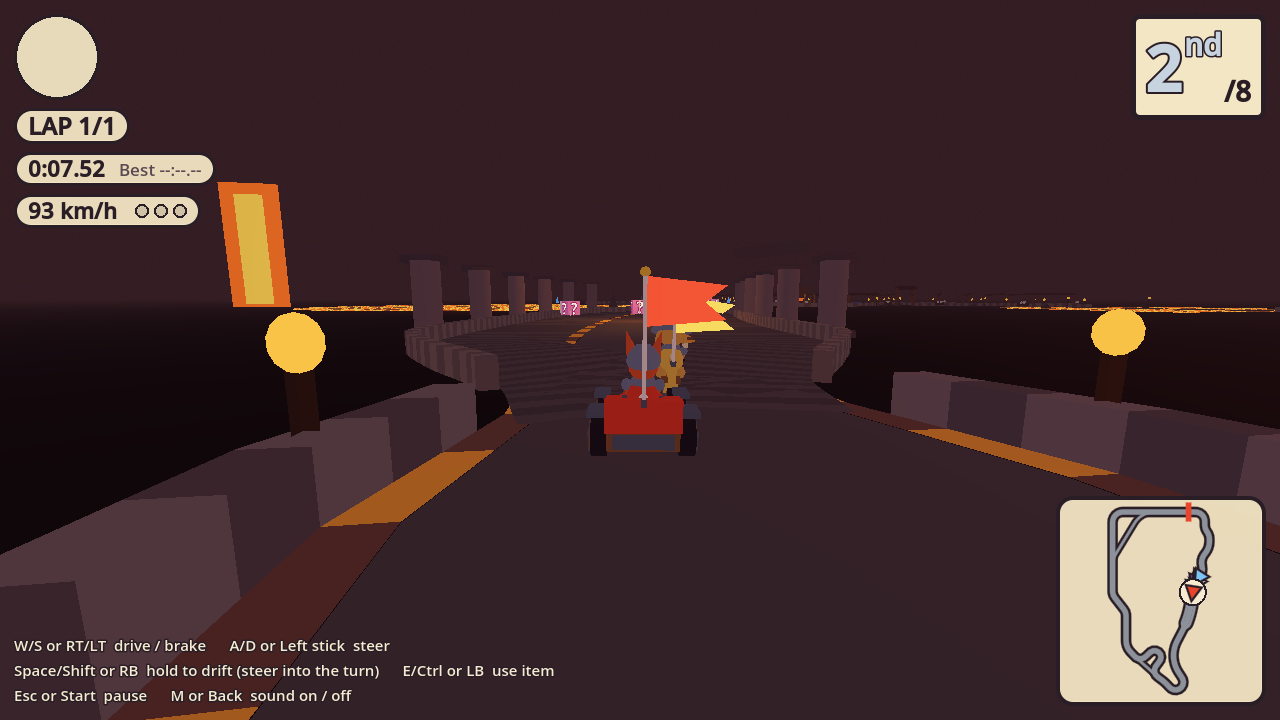 2nd
/8
LAP 1/1
0:07.52 Best --:--.--
93 km/h
? ?
?
W/S or RT/LT drive / brake A/D or Left stick steer
Space/Shift or RB hold to drift (steer into the turn) E/Ctrl or LB use item
Esc or Start pause M or Back sound on / off